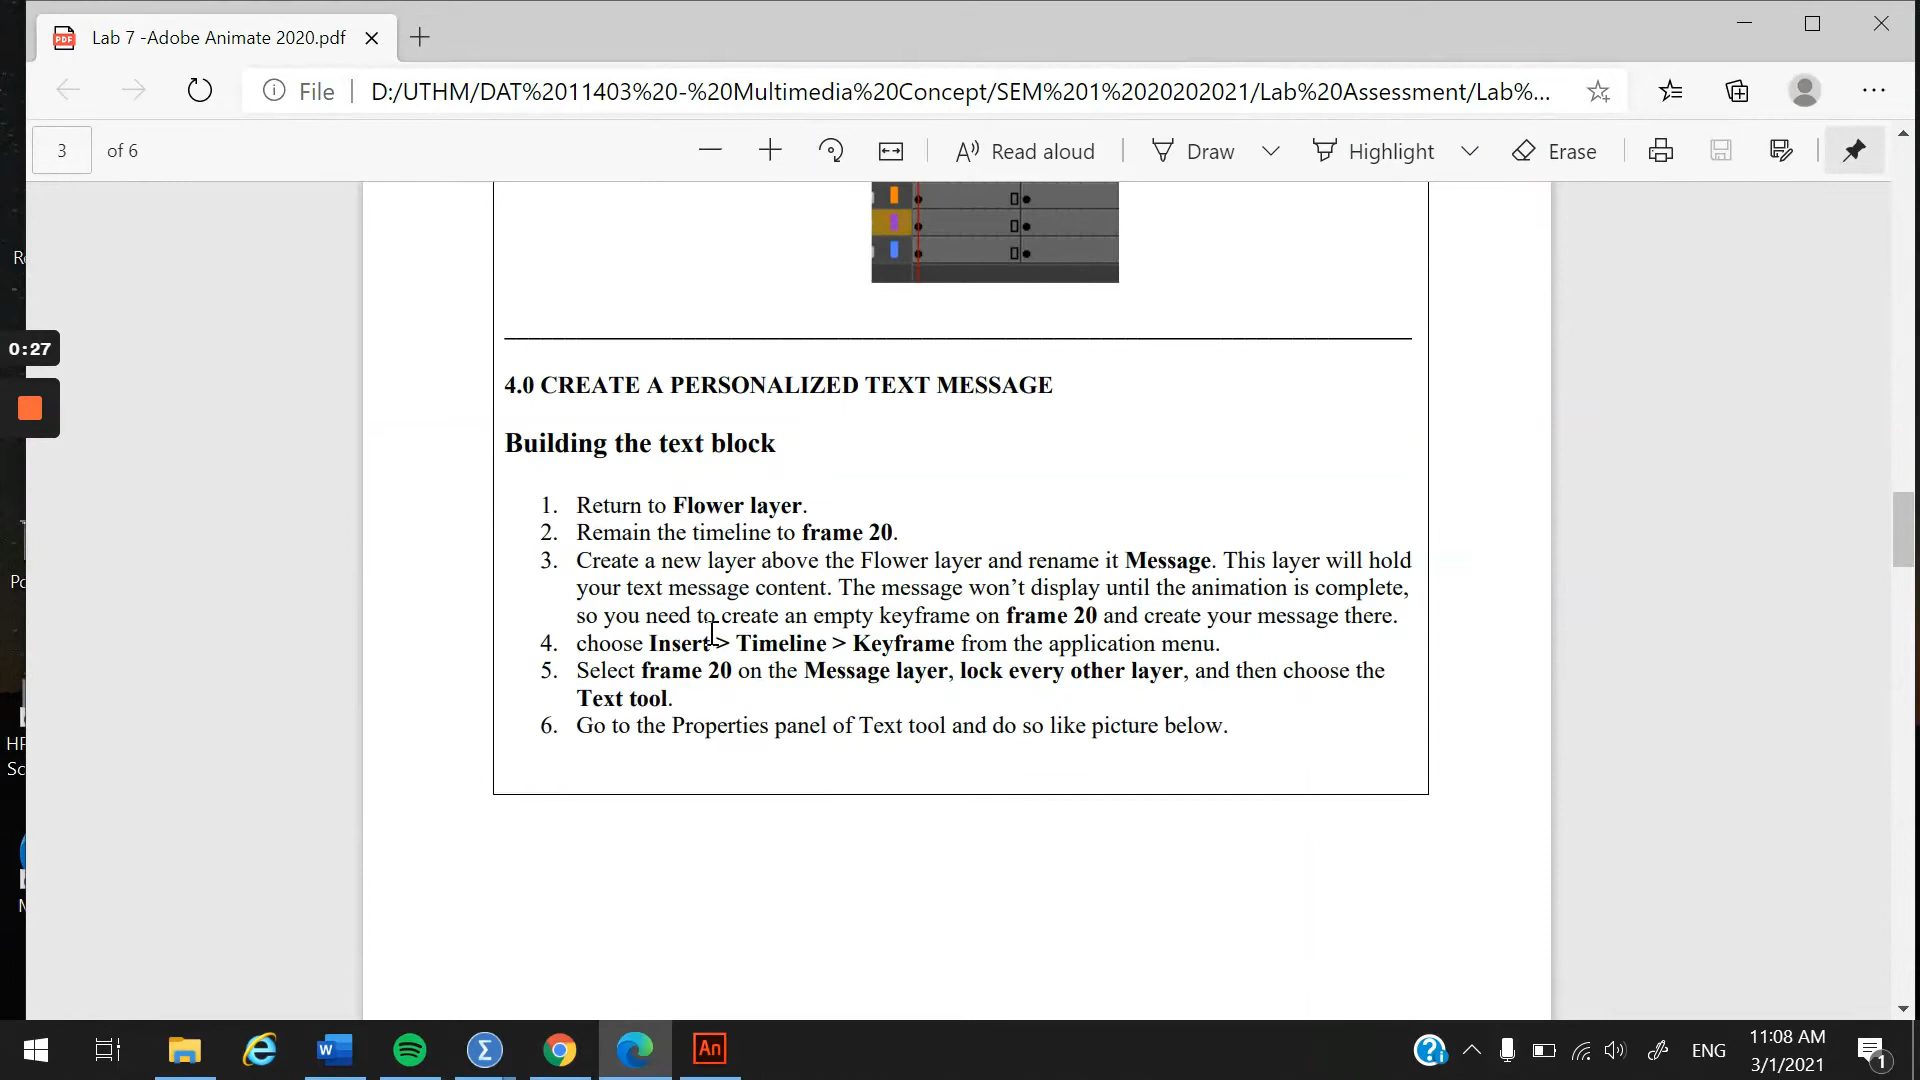 Lab 7 -Adobe Animate 2020.pdf
File
D:/UTHM/DAT%2011403%20-%20Multimedia%20Concept/SEM%201%2020202021/Lab%20Assessment/Lab%...
3 of 6
Read aloud
Draw
Highlight
Erase
0:27
4.0 CREATE A PERSONALIZED TEXT MESSAGE
Building the text block
1. Return to Flower layer.
2. Remain the timeline to frame 20.
3. Create a new layer above the Flower layer and rename it Message. This layer will hold
your text message content. The message won’t display until the animation is complete,
so you need to create an empty keyframe on frame 20 and create your message there.
4. choose Insert > Timeline > Keyframe from the application menu.
5. Select frame 20 on the Message layer, lock every other layer, and then choose the
Text tool.
6. Go to the Properties panel of Text tool and do so like picture below.
HP
Sc
An
ENG
11:08 AM
3/1/2021
1